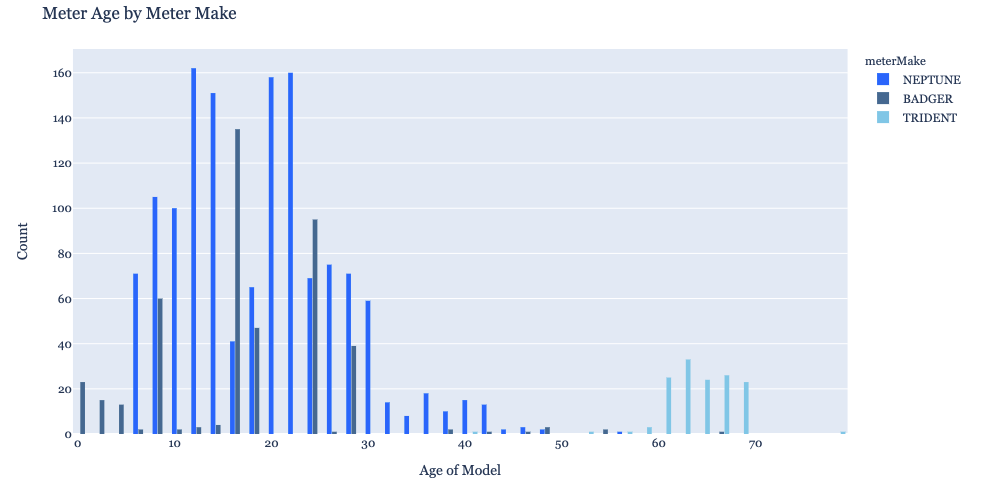 Meter Age by Meter Make
meterMake
NEPTUNE
BADGER
TRIDENT
160
140
120
100
80
60
40
20
0
Count
0 10 20 30 40 50 60 70
Age of Model